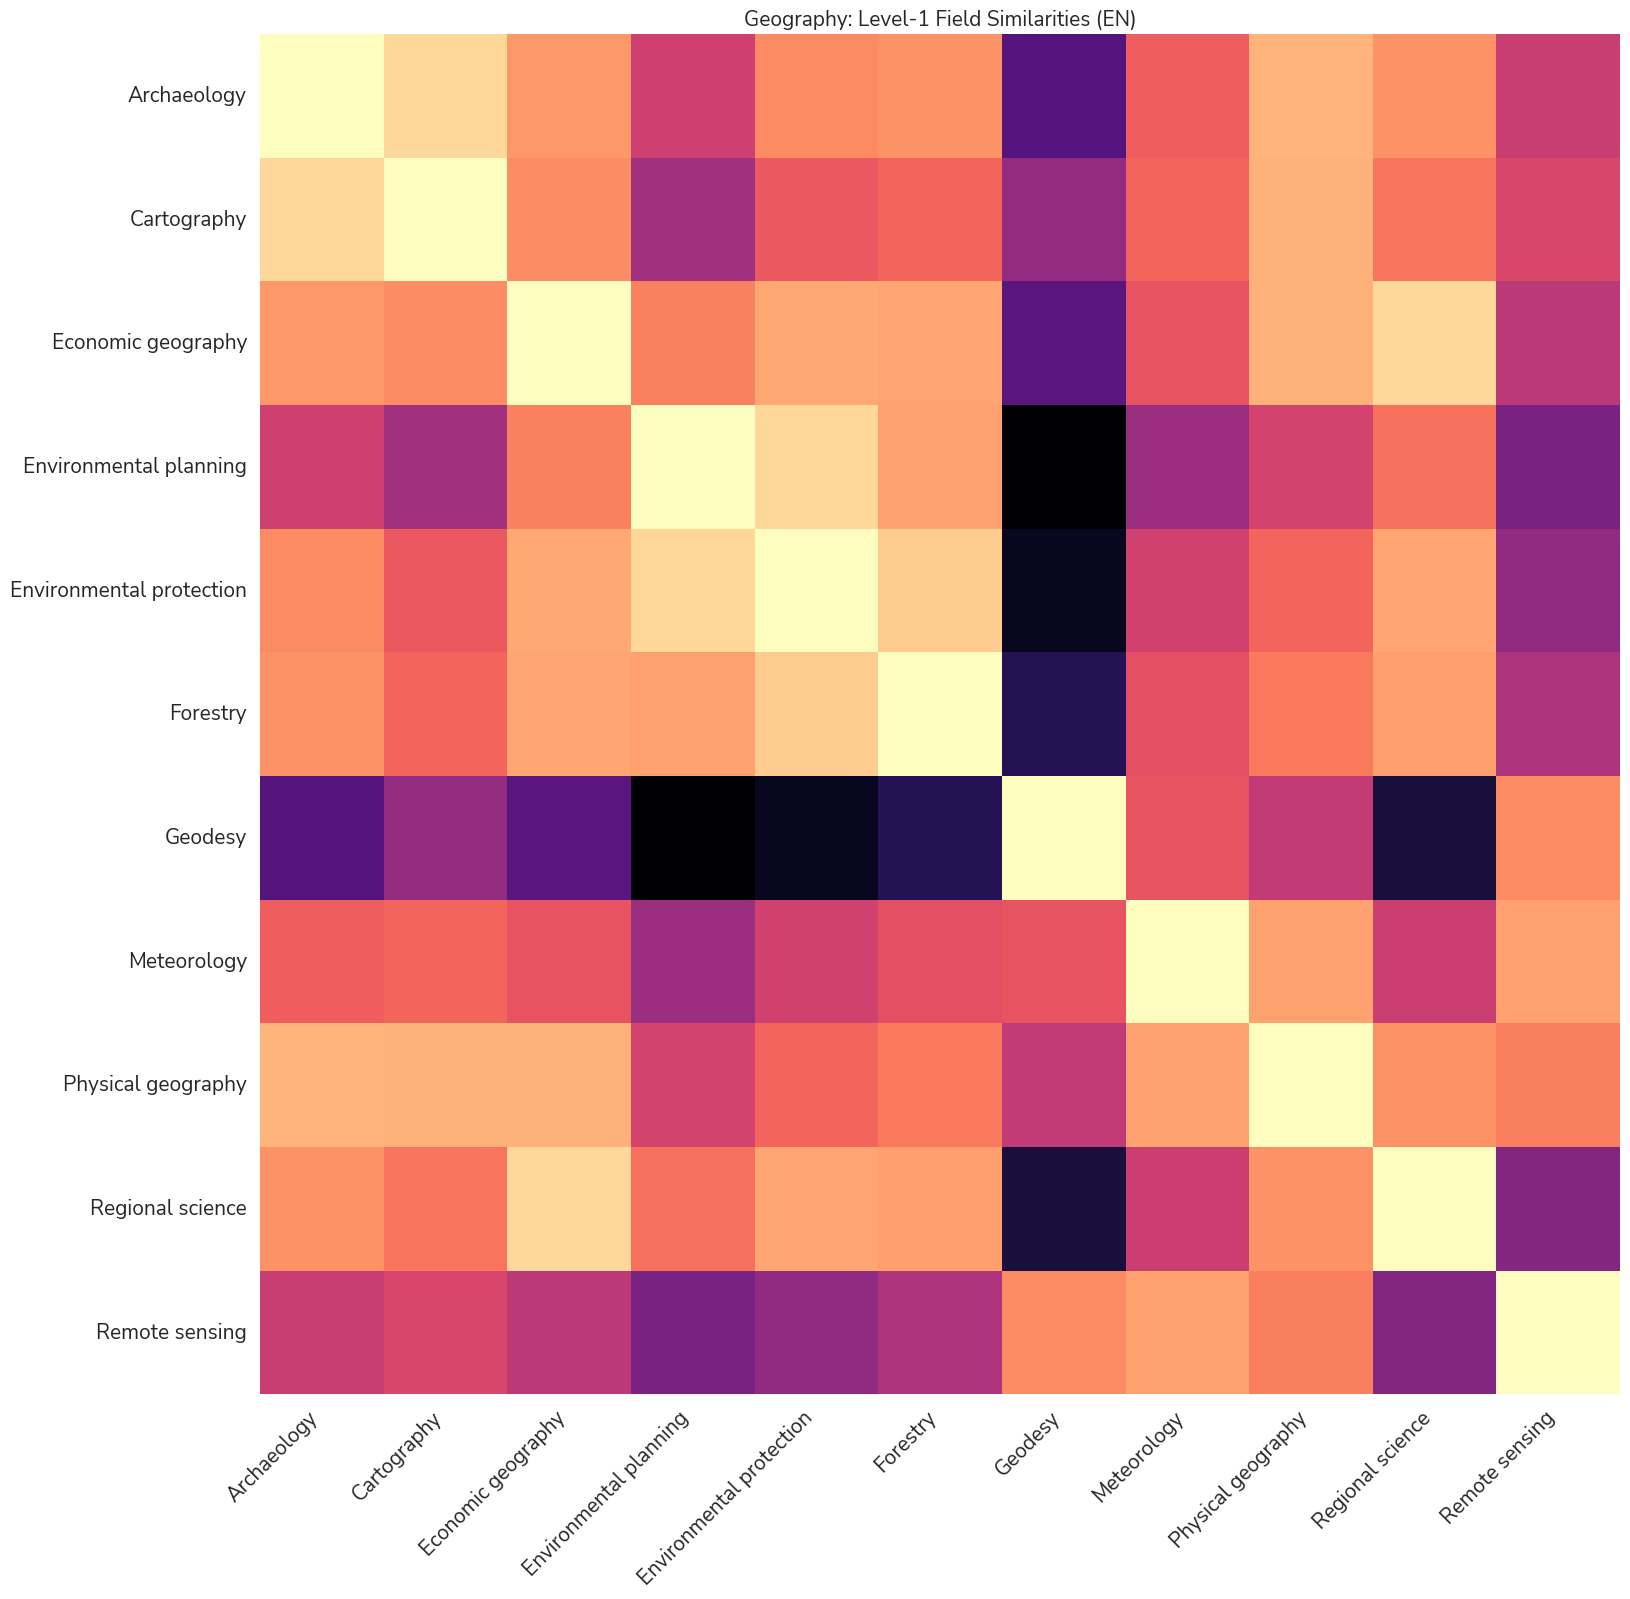 Geography: Level-1 Field Similarities (EN)
Archaeology
Cartography
Economic geography
Environmental planning
Environmental protection
Forestry
Geodesy
Meteorology
Physical geography
Regional science
Remote sensing
Archaeology
Cartography
Economic geography
Environmental planning
Environmental protection
Forestry
Geodesy
Meteorology
Physical geography
Regional science
Remote sensing